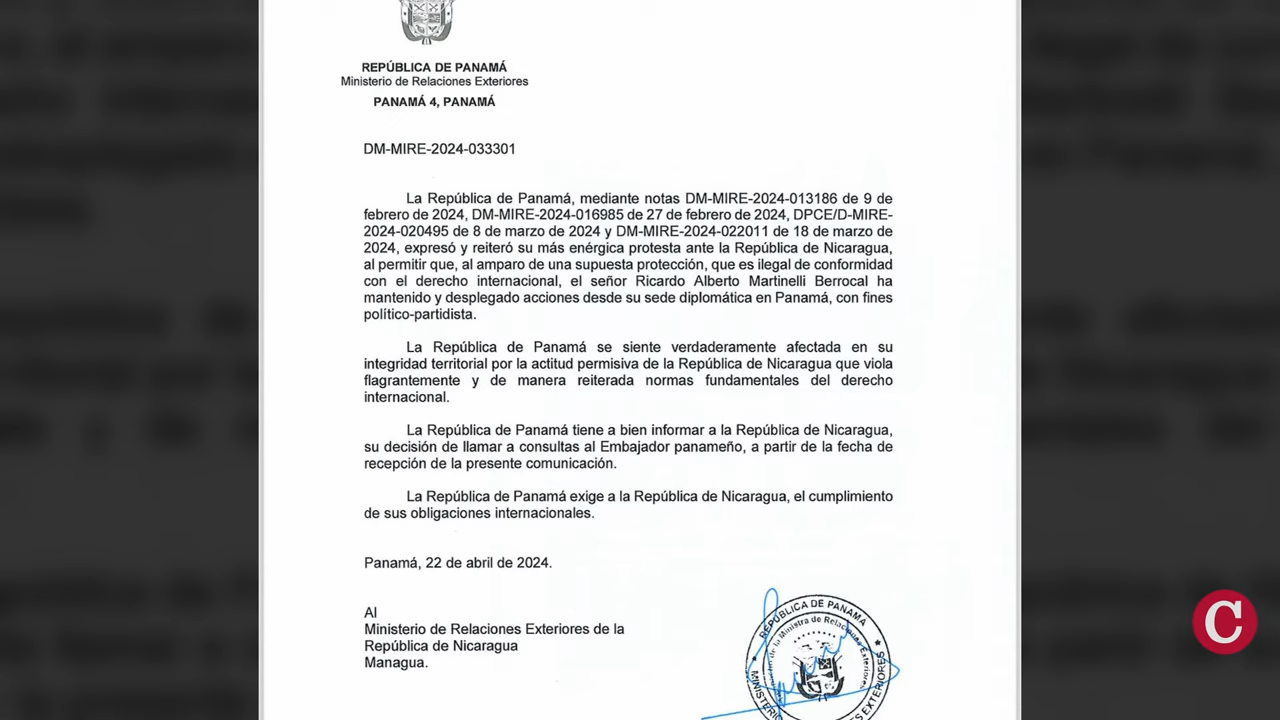 REPÚBLICA DE PANAMÁ
Ministerio de Relaciones Exteriores
PANAMÁ 4, PANAMÁ
DM-MIRE-2024-033301
La República de Panamá, mediante notas DM-MIRE-2024-013186 de 9 de
febrero de 2024, DM-MIRE-2024-016985 de 27 de febrero de 2024, DPCE/D-MIRE-
2024-020495 de 8 de marzo de 2024 y DM-MIRE-2024-022011 de 18 de marzo de
2024, expresó y reiteró su más enérgica protesta ante la República de Nicaragua,
al permitir que, al amparo de una supuesta protección, que es ilegal de conformidad
con el derecho internacional, el señor Ricardo Alberto Martinelli Berrocal ha
mantenido y desplegado acciones desde su sede diplomática en Panamá, con fines
político-partidista.
La República de Panamá se siente verdaderamente afectada en su
integridad territorial por la actitud permisiva de la República de Nicaragua que viola
flagrantemente y de manera reiterada normas fundamentales del derecho
internacional.
La República de Panamá tiene a bien informar a la República de Nicaragua,
su decisión de llamar a consultas al Embajador panameño, a partir de la fecha de
recepción de la presente comunicación.
La República de Panamá exige a la República de Nicaragua, el cumplimiento
de sus obligaciones internacionales.
Panamá, 22 de abril de 2024.
Al
Ministerio de Relaciones Exteriores de la
República de Nicaragua
Managua.
REPÚBLICA DE PANAMÁ
la Ministra de Relaciones Exteriores
EXTERIORES
C